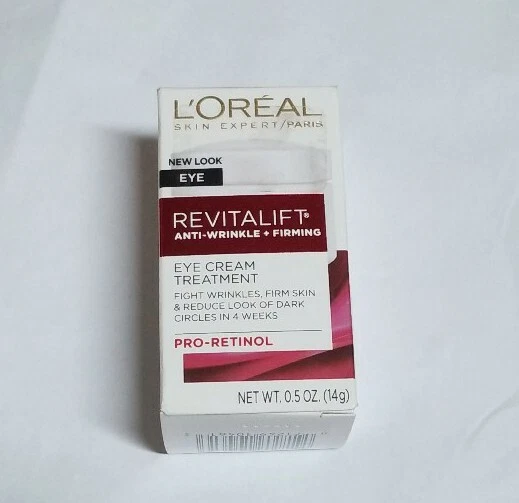 L'ORÉAL
SKIN EXPERT/PARIS
NEW LOOK
EYE
REVITALIFT®
ANTI-WRINKLE + FIRMING
EYE CREAM
TREATMENT
FIGHT WRINKLES, FIRM SKIN
& REDUCE LOOK OF DARK
CIRCLES IN 4 WEEKS
PRO-RETINOL
NET WT. 0.5 OZ. (14g)